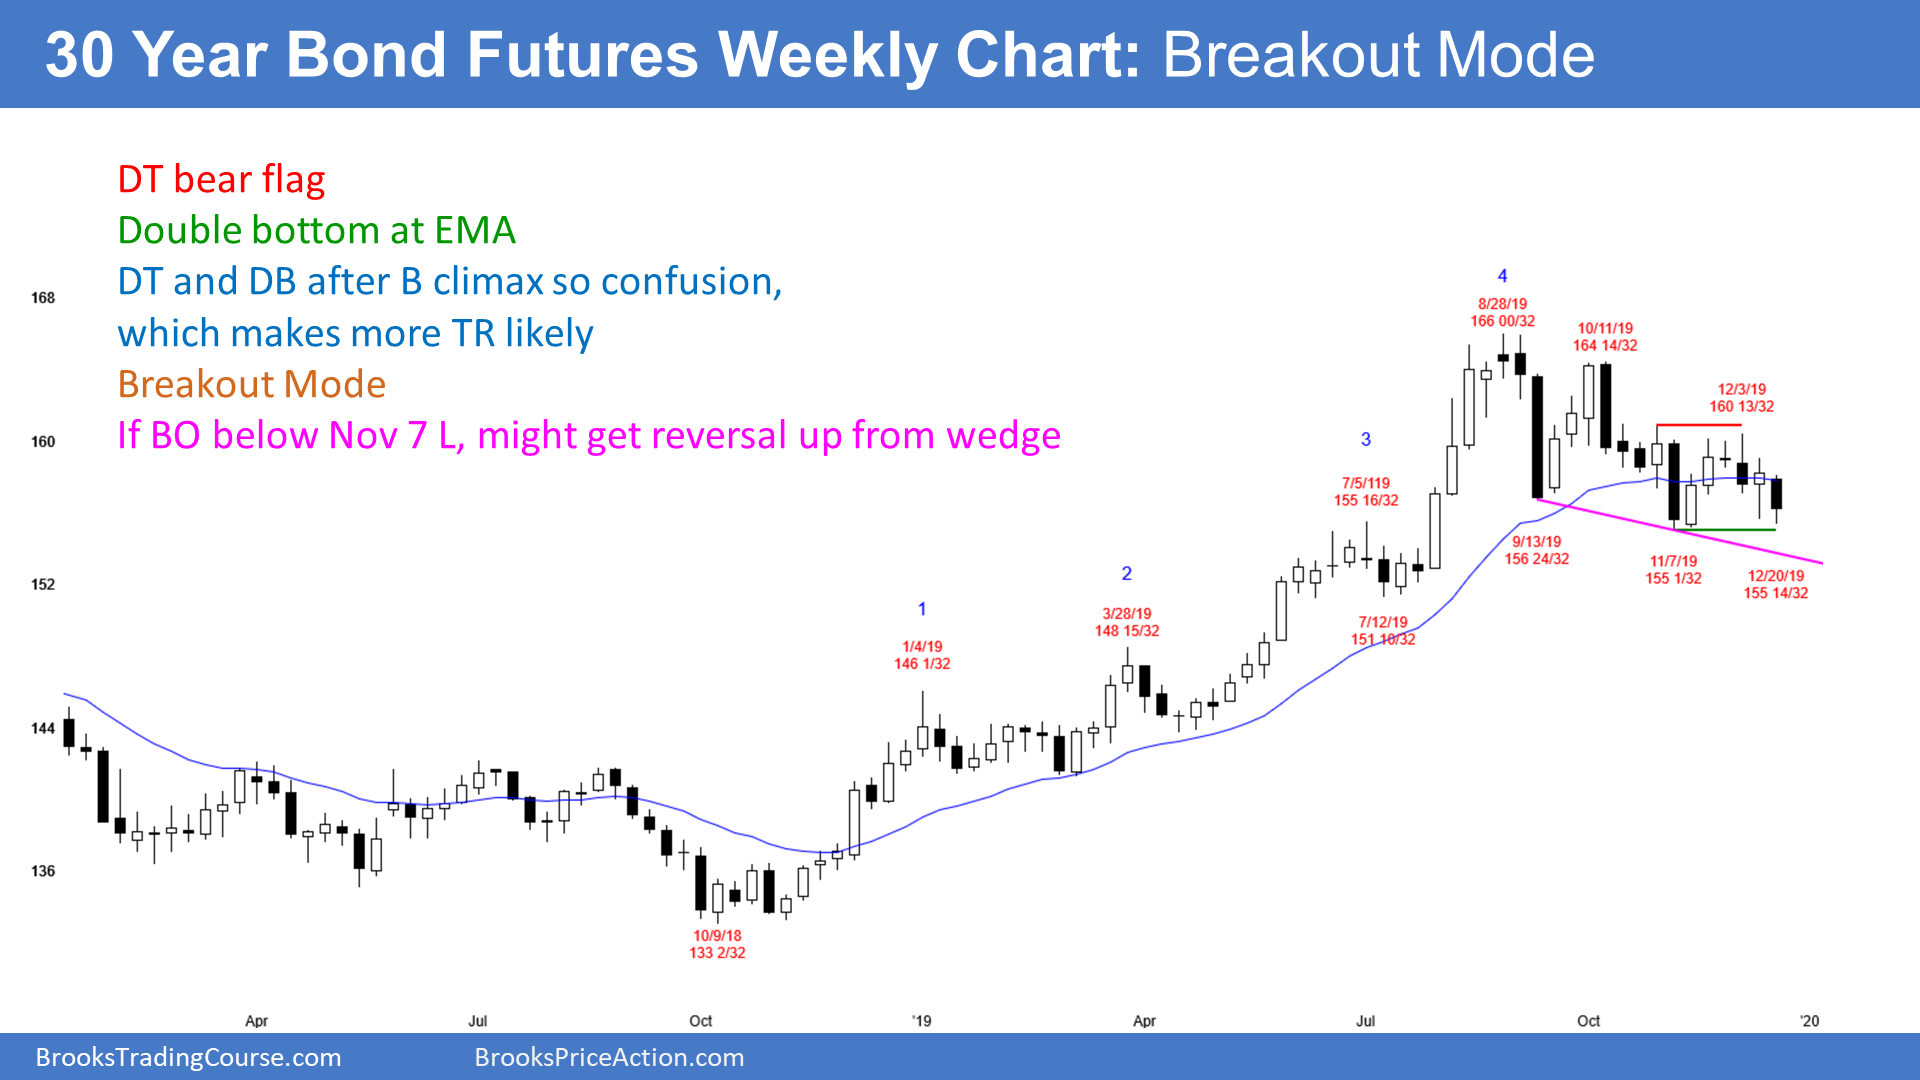 30 Year Bond Futures Weekly Chart: Breakout Mode
DT bear flag
Double bottom at EMA
DT and DB after B climax so confusion,
which makes more TR likely
Breakout Mode
If BO below Nov 7 L, might get reversal up from wedge
168
160
152
144
136
10/9/18
133 2/32
1
1/4/19
146 1/32
2
3/28/19
148 15/32
3
7/5/119
155 16/32
7/12/19
151 10/32
4
8/28/19
166 00/32
9/13/19
156 24/32
10/11/19
164 14/32
11/7/19
155 1/32
12/3/19
160 13/32
12/20/19
155 14/32
Apr
Jul
Oct
'19
Apr
Jul
Oct
'20
BrooksTradingCourse.com
BrooksPriceAction.com